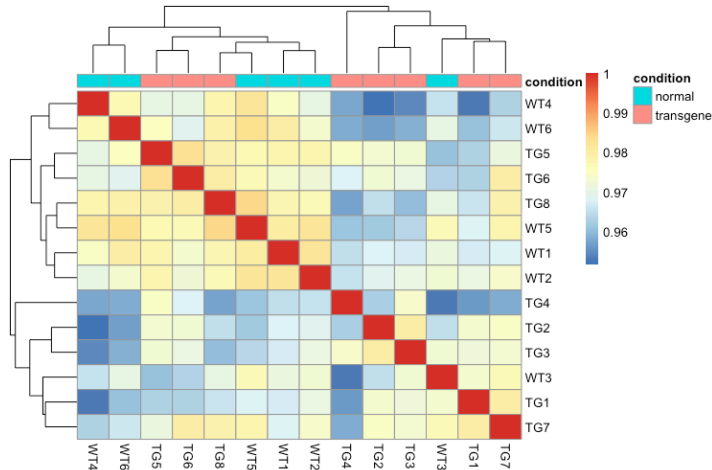 condition
WT4
WT6
TG5
TG6
TG8
WT5
WT1
WT2
TG4
TG2
TG3
WT3
TG1
TG7
1
0.99
0.98
0.97
0.96
condition
normal
transgene
WT4
WT6
TG5
TG6
TG8
WT5
WT1
WT2
TG4
TG2
TG3
WT3
TG1
TG7